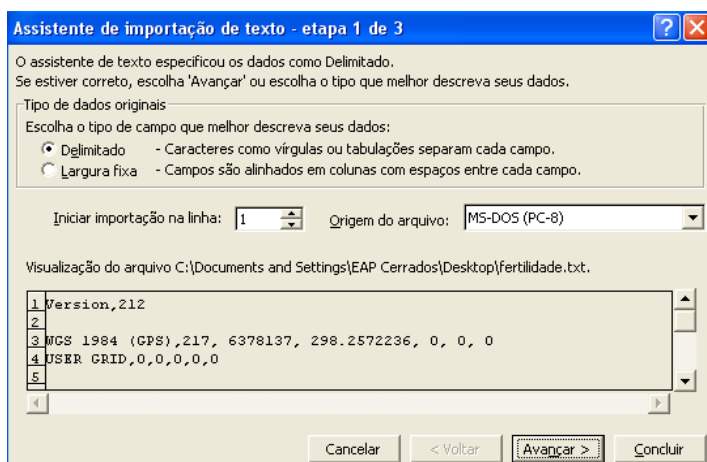 Assistente de importação de texto - etapa 1 de 3
O assistente de texto especificou os dados como Delimitado.
Se estiver correto, escolha 'Avançar' ou escolha o tipo que melhor descreva seus dados.
Tipo de dados originais
Escolha o tipo de campo que melhor descreva seus dados:
Delimitado - Caracteres como vírgulas ou tabulações separam cada campo.
Largura fixa - Campos são alinhados em colunas com espaços entre cada campo.
Iniciar importação na linha: 1 Origem do arquivo: MS-DOS (PC-8)
Visualização do arquivo C:\Documents and Settings\EAP Cerrados\Desktop\fertilidade.txt.
1 Version,212
2
3 WGS 1984 (GPS),217, 6378137, 298.2572236, 0, 0, 0
4 USER GRID,0,0,0,0,0
5
Cancelar < Voltar Avançar > Concluir